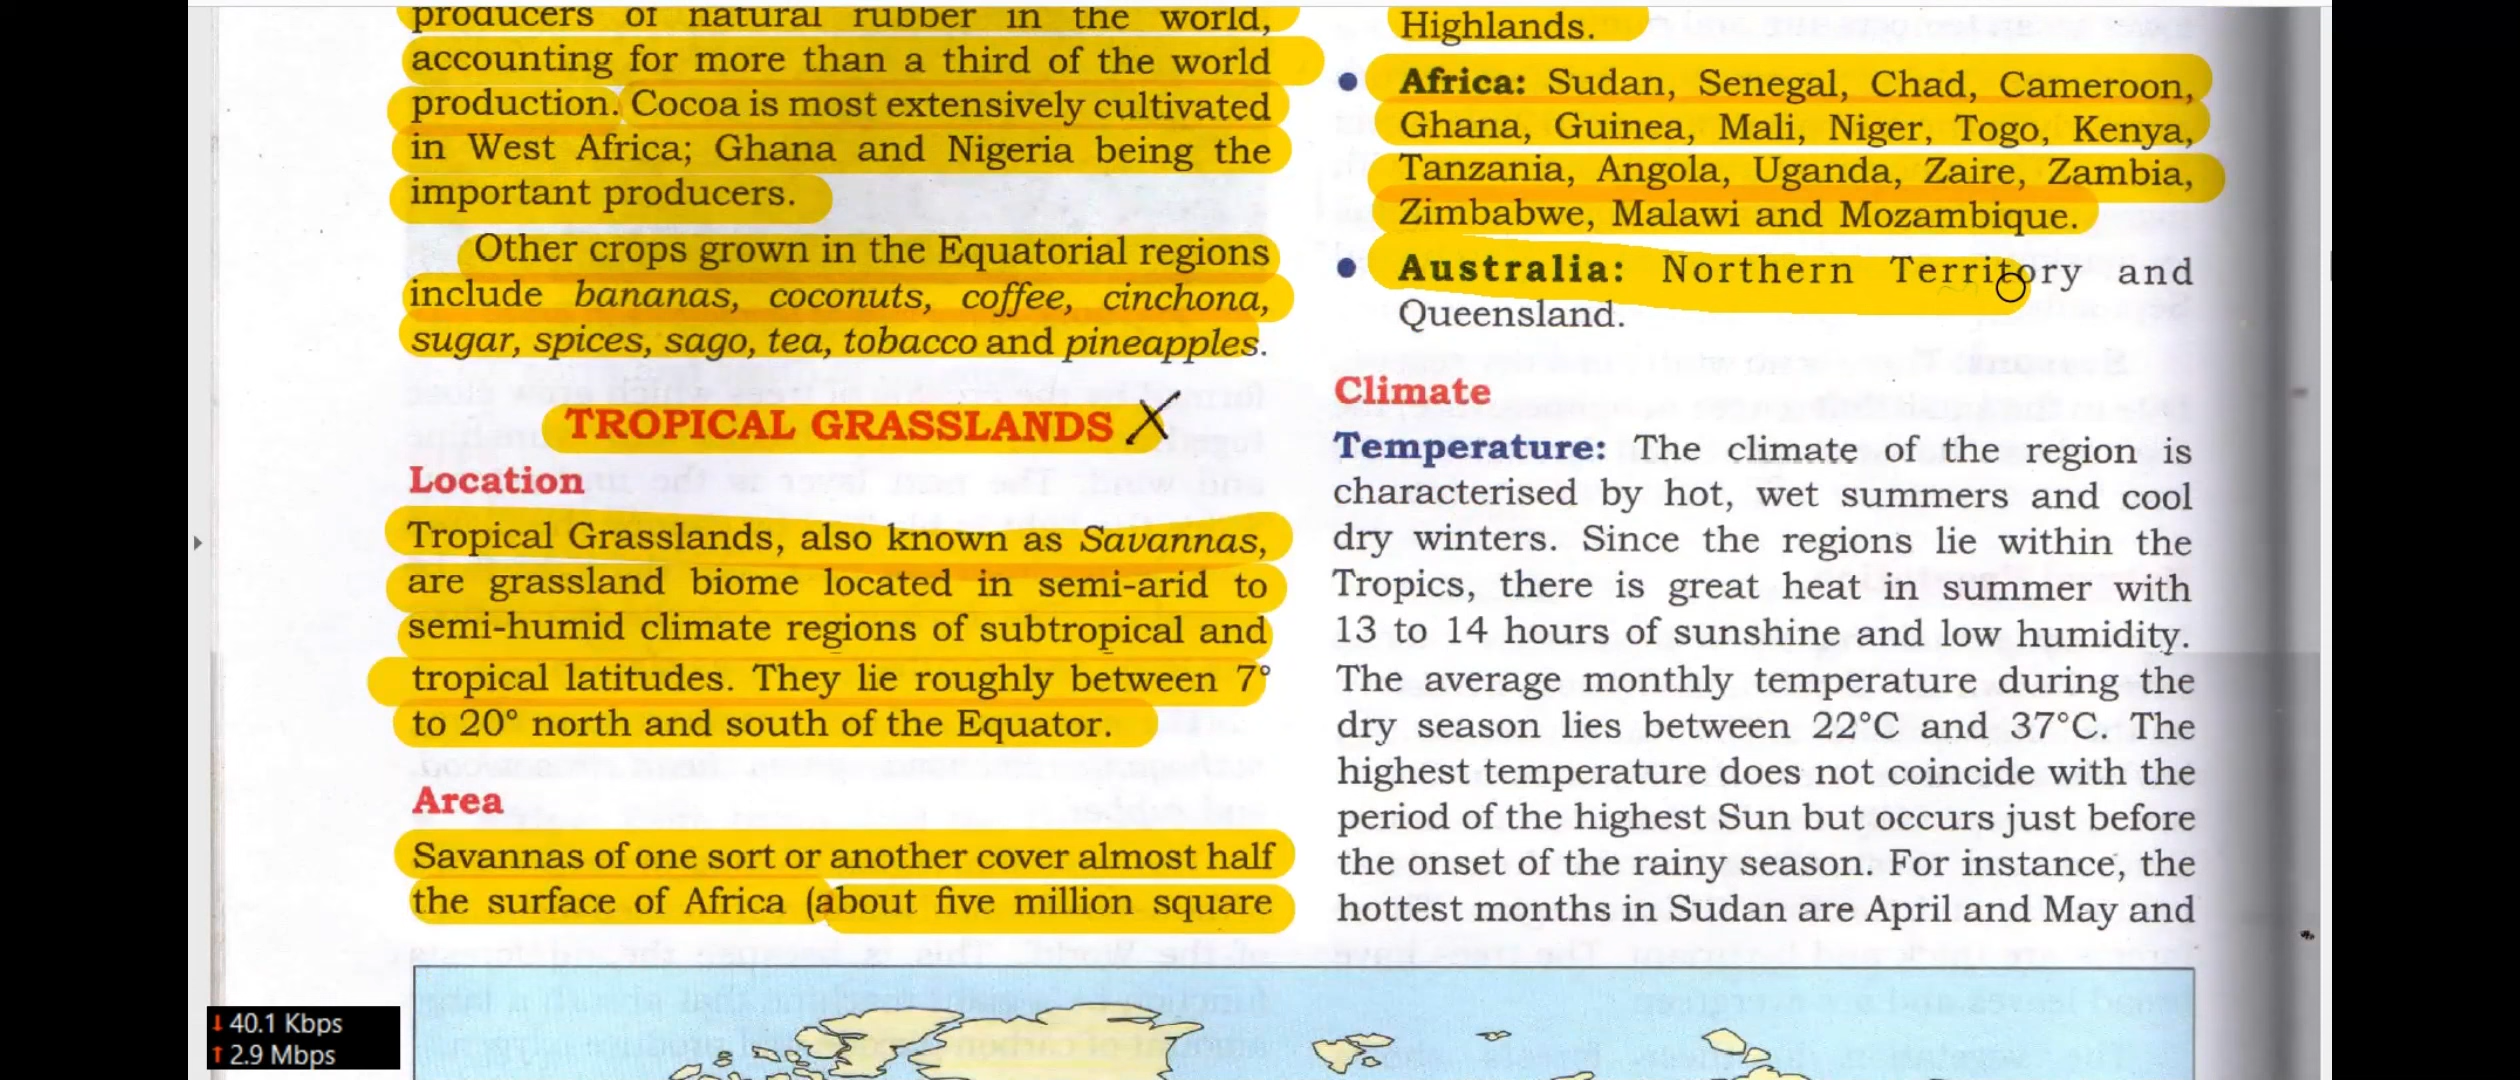 producers of natural rubber in the world,
accounting for more than a third of the world
production. Cocoa is most extensively cultivated
in West Africa; Ghana and Nigeria being the
important producers.
Other crops grown in the Equatorial regions
include bananas, coconuts, coffee, cinchona,
sugar, spices, sago, tea, tobacco and pineapples.
TROPICAL GRASSLANDS X
Location
Tropical Grasslands, also known as Savannas,
are grassland biome located in semi-arid to
semi-humid climate regions of subtropical and
tropical latitudes. They lie roughly between 7°
to 20° north and south of the Equator.
Area
Savannas of one sort or another cover almost half
the surface of Africa (about five million square
Highlands.
• Africa: Sudan, Senegal, Chad, Cameroon,
Ghana, Guinea, Mali, Niger, Togo, Kenya,
Tanzania, Angola, Uganda, Zaire, Zambia,
Zimbabwe, Malawi and Mozambique.
• Australia: Northern Territory and
Queensland.
Climate
Temperature: The climate of the region is
characterised by hot, wet summers and cool
dry winters. Since the regions lie within the
Tropics, there is great heat in summer with
13 to 14 hours of sunshine and low humidity.
The average monthly temperature during the
dry season lies between 22°C and 37°C. The
highest temperature does not coincide with the
period of the highest Sun but occurs just before
the onset of the rainy season. For instance, the
hottest months in Sudan are April and May and
↓ 40.1 Kbps
↑ 2.9 Mbps